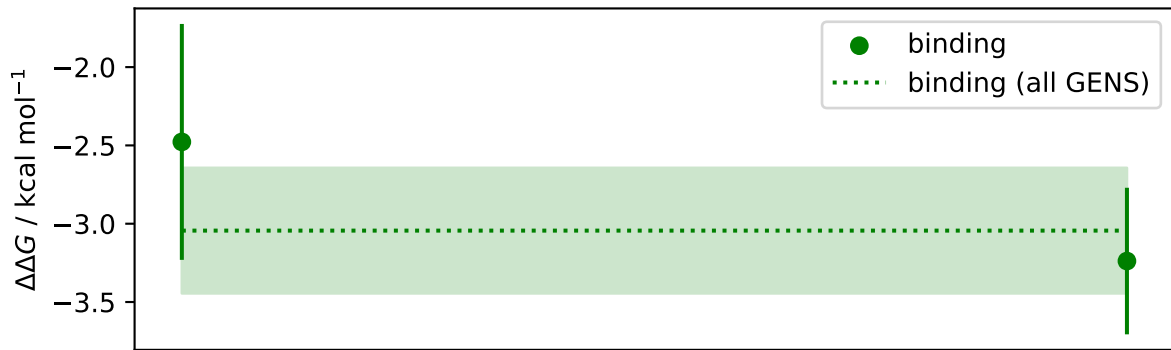 binding
binding (all GENS)
−2.0
−2.5
−3.0
−3.5
ΔΔG / kcal mol⁻¹